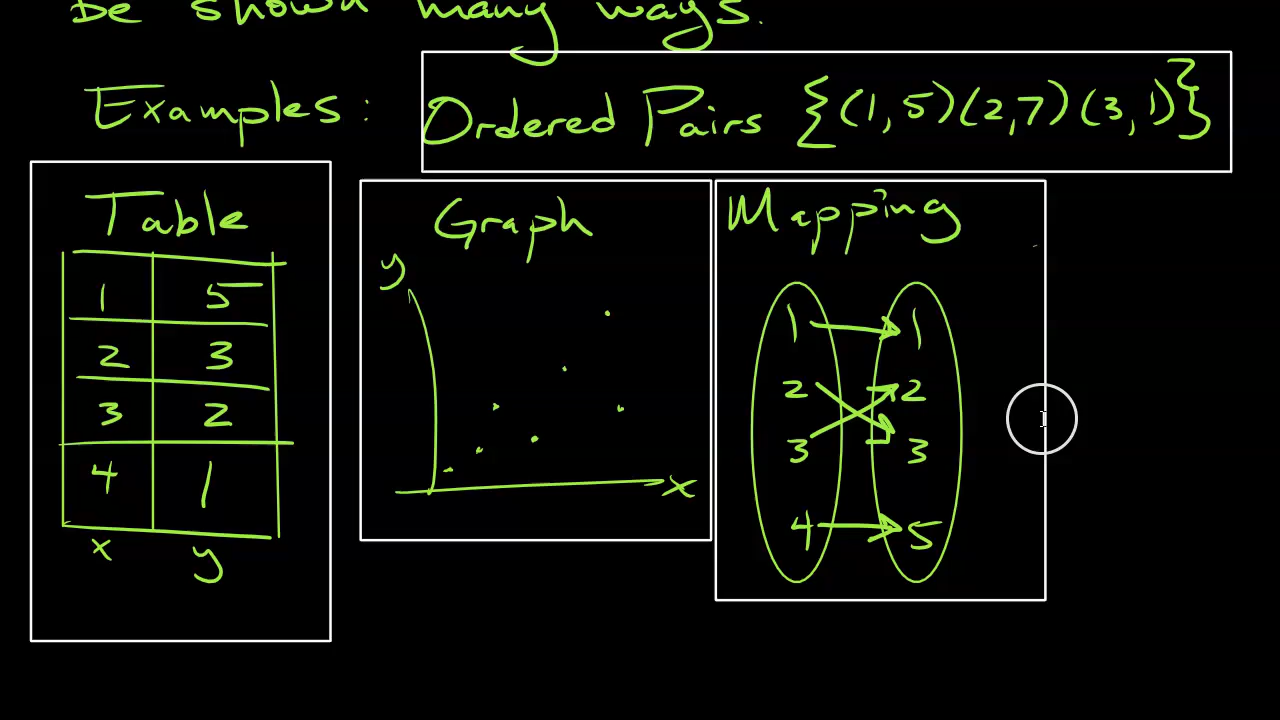 be shown many ways.
Examples: Ordered Pairs {(1,5)(2,7)(3,1)}
Table
1 5
2 3
3 2
4 1
x y
Graph
y
x
Mapping
1 1
2 2
3 3
4 5